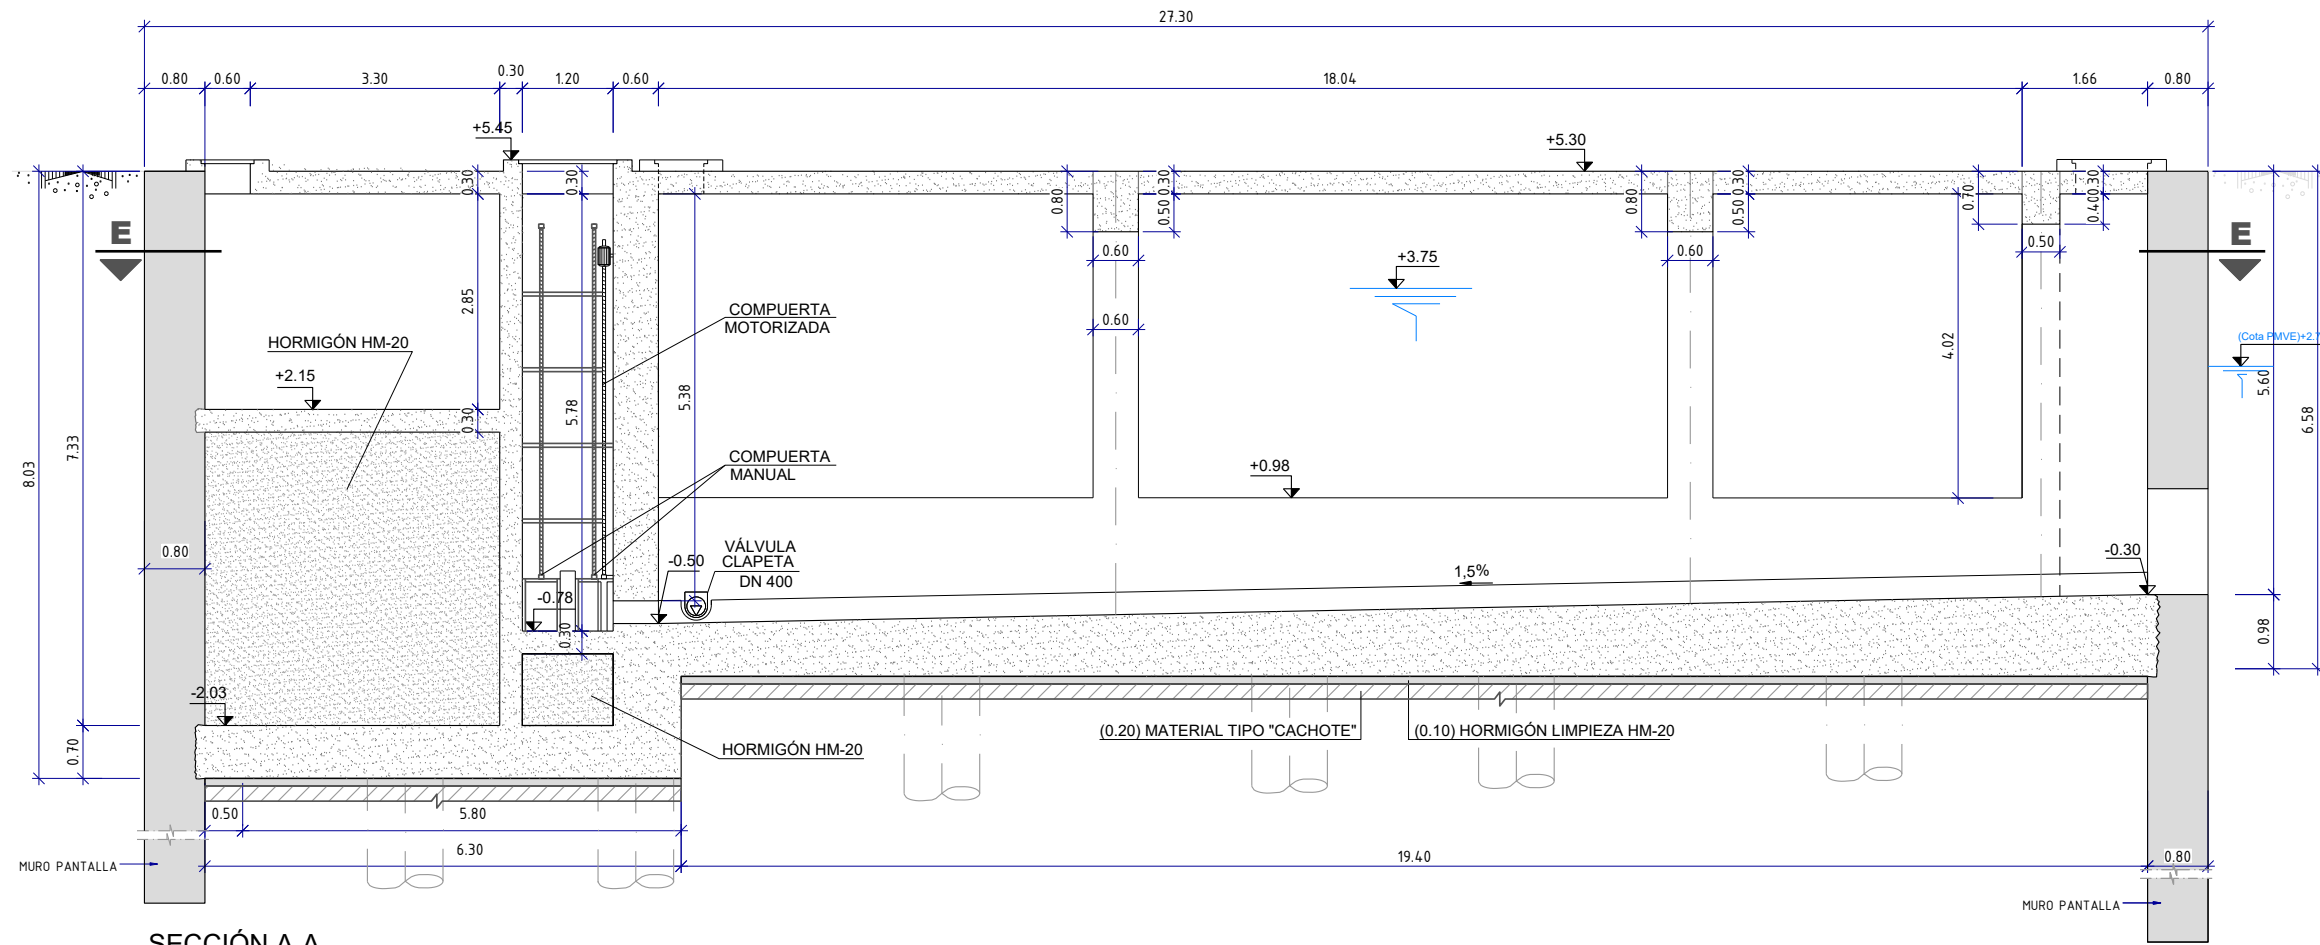 27.30
0.80 0.60 3.30 0.30 1.20 0.60 18.04 1.66 0.80
+5.45
+5.30
0.30 0.30 0.80 0.30 0.50 0.80 0.30 0.50 0.70 0.30 0.40
E
E
0.60 0.60 0.50
+3.75
2.85
COMPUERTA
MOTORIZADA
0.60
HORMIGÓN HM-20
(Cota PMVE)+2.7
4.02
+2.15
5.60
5.38
5.78
6.58
0.30
7.33
8.03
COMPUERTA
MANUAL
+0.98
0.80
VÁLVULA
CLAPETA
DN 400
-0.50
-0.30
1,5%
-0.78
0.30
0.98
-2.03
(0.20) MATERIAL TIPO "CACHOTE"
(0.10) HORMIGÓN LIMPIEZA HM-20
HORMIGÓN HM-20
0.70
0.50 5.80
6.30 19.40 0.80
MURO PANTALLA
MURO PANTALLA
SECCIÓN A-A